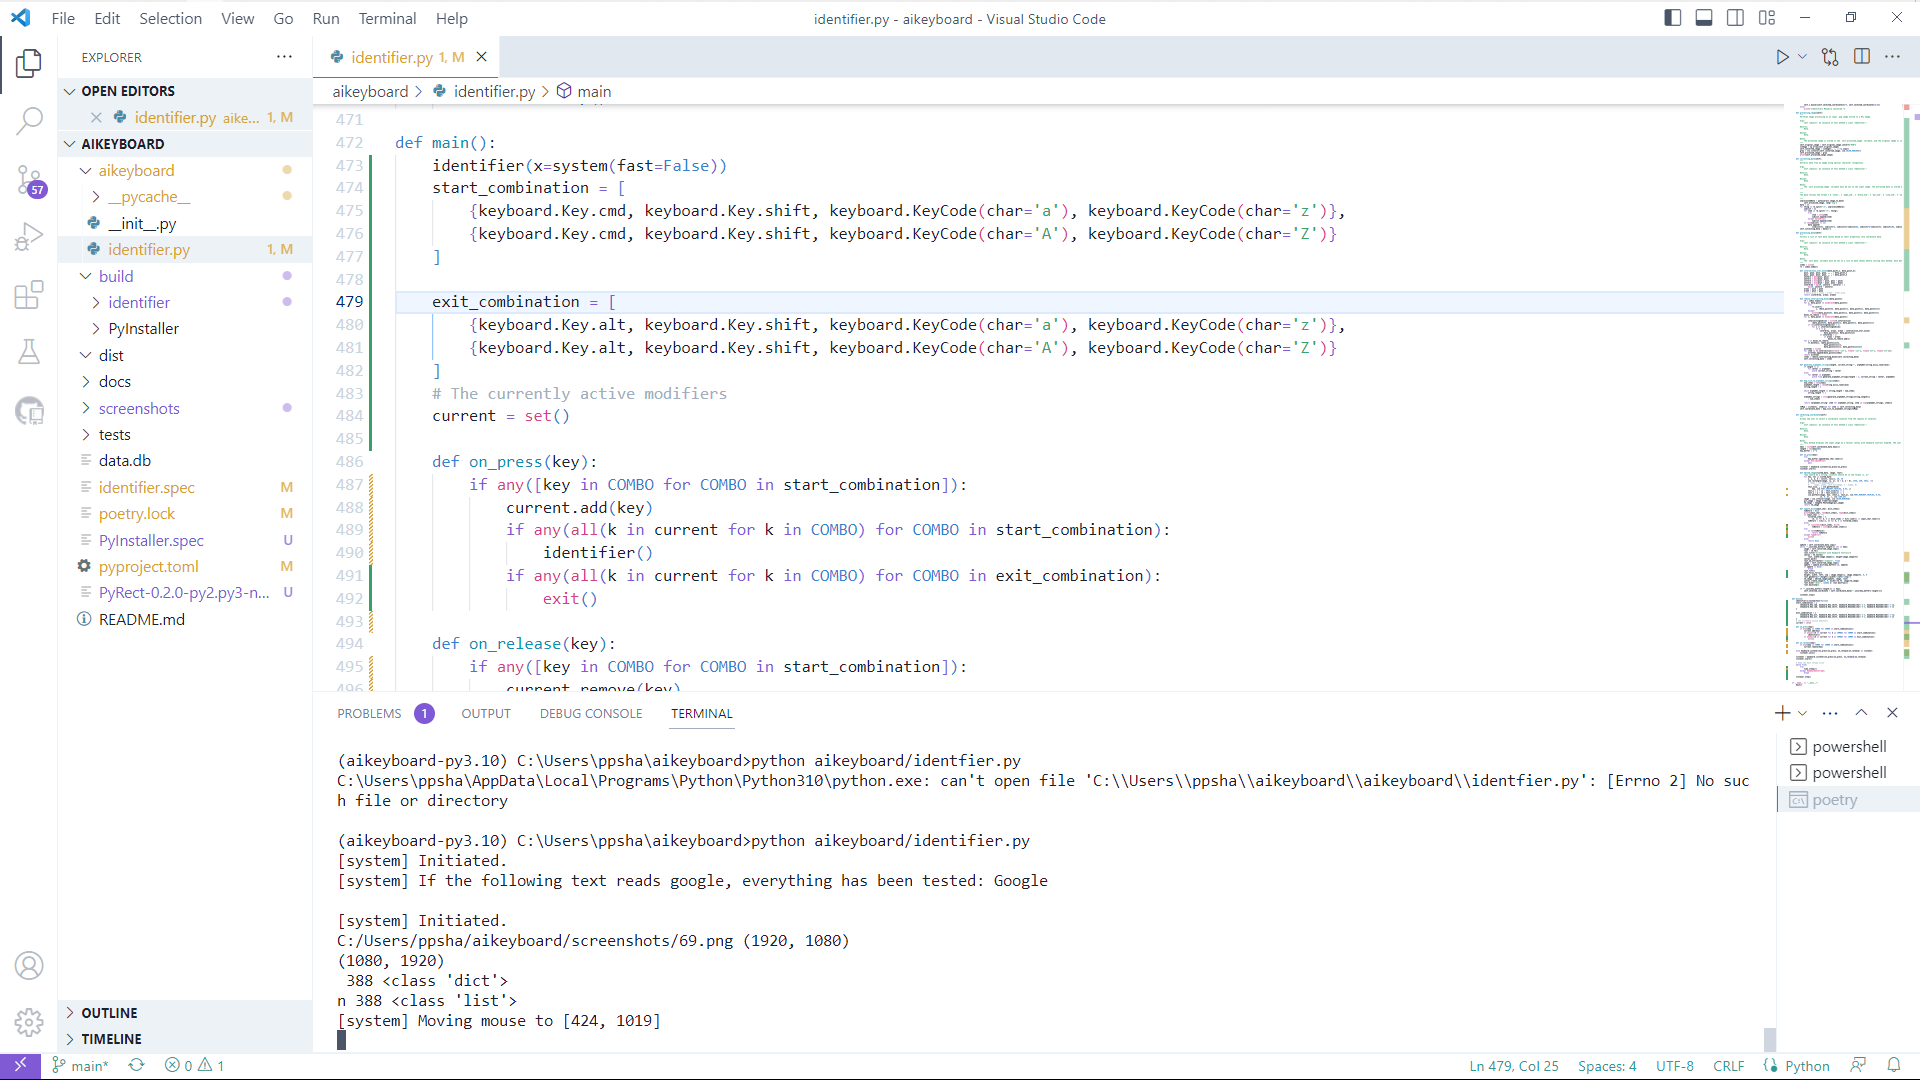 File Edit Selection View Go Run Terminal Help
identifier.py - aikeyboard - Visual Studio Code
EXPLORER
OPEN EDITORS
identifier.py aike... 1, M
AIKEYBOARD
aikeyboard
__pycache__
__init__.py
identifier.py 1, M
build
identifier
PyInstaller
dist
docs
screenshots
tests
data.db
identifier.spec M
poetry.lock M
PyInstaller.spec U
pyproject.toml M
PyRect-0.2.0-py2.py3-n... U
README.md
OUTLINE
TIMELINE
57
identifier.py 1, M
aikeyboard > identifier.py > main
471
472 def main():
473 identifier(x=system(fast=False))
474 start_combination = [
475 {keyboard.Key.cmd, keyboard.Key.shift, keyboard.KeyCode(char='a'), keyboard.KeyCode(char='z')},
476 {keyboard.Key.cmd, keyboard.Key.shift, keyboard.KeyCode(char='A'), keyboard.KeyCode(char='Z')}
477 ]
478
479 exit_combination = [
480 {keyboard.Key.alt, keyboard.Key.shift, keyboard.KeyCode(char='a'), keyboard.KeyCode(char='z')},
481 {keyboard.Key.alt, keyboard.Key.shift, keyboard.KeyCode(char='A'), keyboard.KeyCode(char='Z')}
482 ]
483 # The currently active modifiers
484 current = set()
485
486 def on_press(key):
487 if any([key in COMBO for COMBO in start_combination]):
488 current.add(key)
489 if any(all(k in current for k in COMBO) for COMBO in start_combination):
490 identifier()
491 if any(all(k in current for k in COMBO) for COMBO in exit_combination):
492 exit()
493
494 def on_release(key):
495 if any([key in COMBO for COMBO in start_combination]):
496 current.remove(key)
PROBLEMS 1 OUTPUT DEBUG CONSOLE TERMINAL
(aikeyboard-py3.10) C:\Users\ppsha\aikeyboard>python aikeyboard/identfier.py
C:\Users\ppsha\AppData\Local\Programs\Python\Python310\python.exe: can't open file 'C:\\Users\\ppsha\\aikeyboard\\aikeyboard\\identfier.py': [Errno 2] No suc
h file or directory
(aikeyboard-py3.10) C:\Users\ppsha\aikeyboard>python aikeyboard/identifier.py
[system] Initiated.
[system] If the following text reads google, everything has been tested: Google
[system] Initiated.
C:/Users/ppsha/aikeyboard/screenshots/69.png (1920, 1080)
(1080, 1920)
388 <class 'dict'>
n 388 <class 'list'>
[system] Moving mouse to [424, 1019]
powershell
powershell
poetry
main* 0 1
Ln 479, Col 25 Spaces: 4 UTF-8 CRLF Python